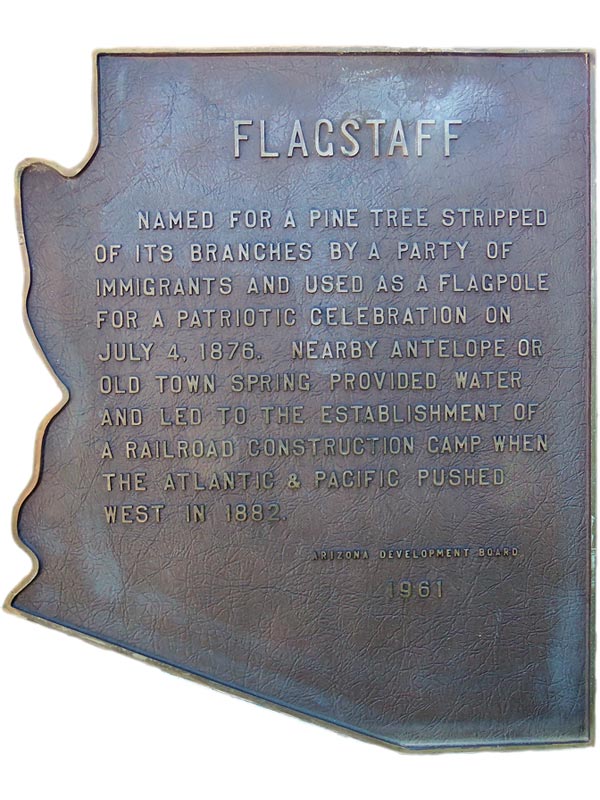 FLAGSTAFF
NAMED FOR A PINE TREE STRIPPED
OF ITS BRANCHES BY A PARTY OF
IMMIGRANTS AND USED AS A FLAGPOLE
FOR A PATRIOTIC CELEBRATION ON
JULY 4, 1876. NEARBY ANTELOPE OR
OLD TOWN SPRING PROVIDED WATER
AND LED TO THE ESTABLISHMENT OF
A RAILROAD CONSTRUCTION CAMP WHEN
THE ATLANTIC & PACIFIC PUSHED
WEST IN 1882.
ARIZONA DEVELOPMENT BOARD
1961